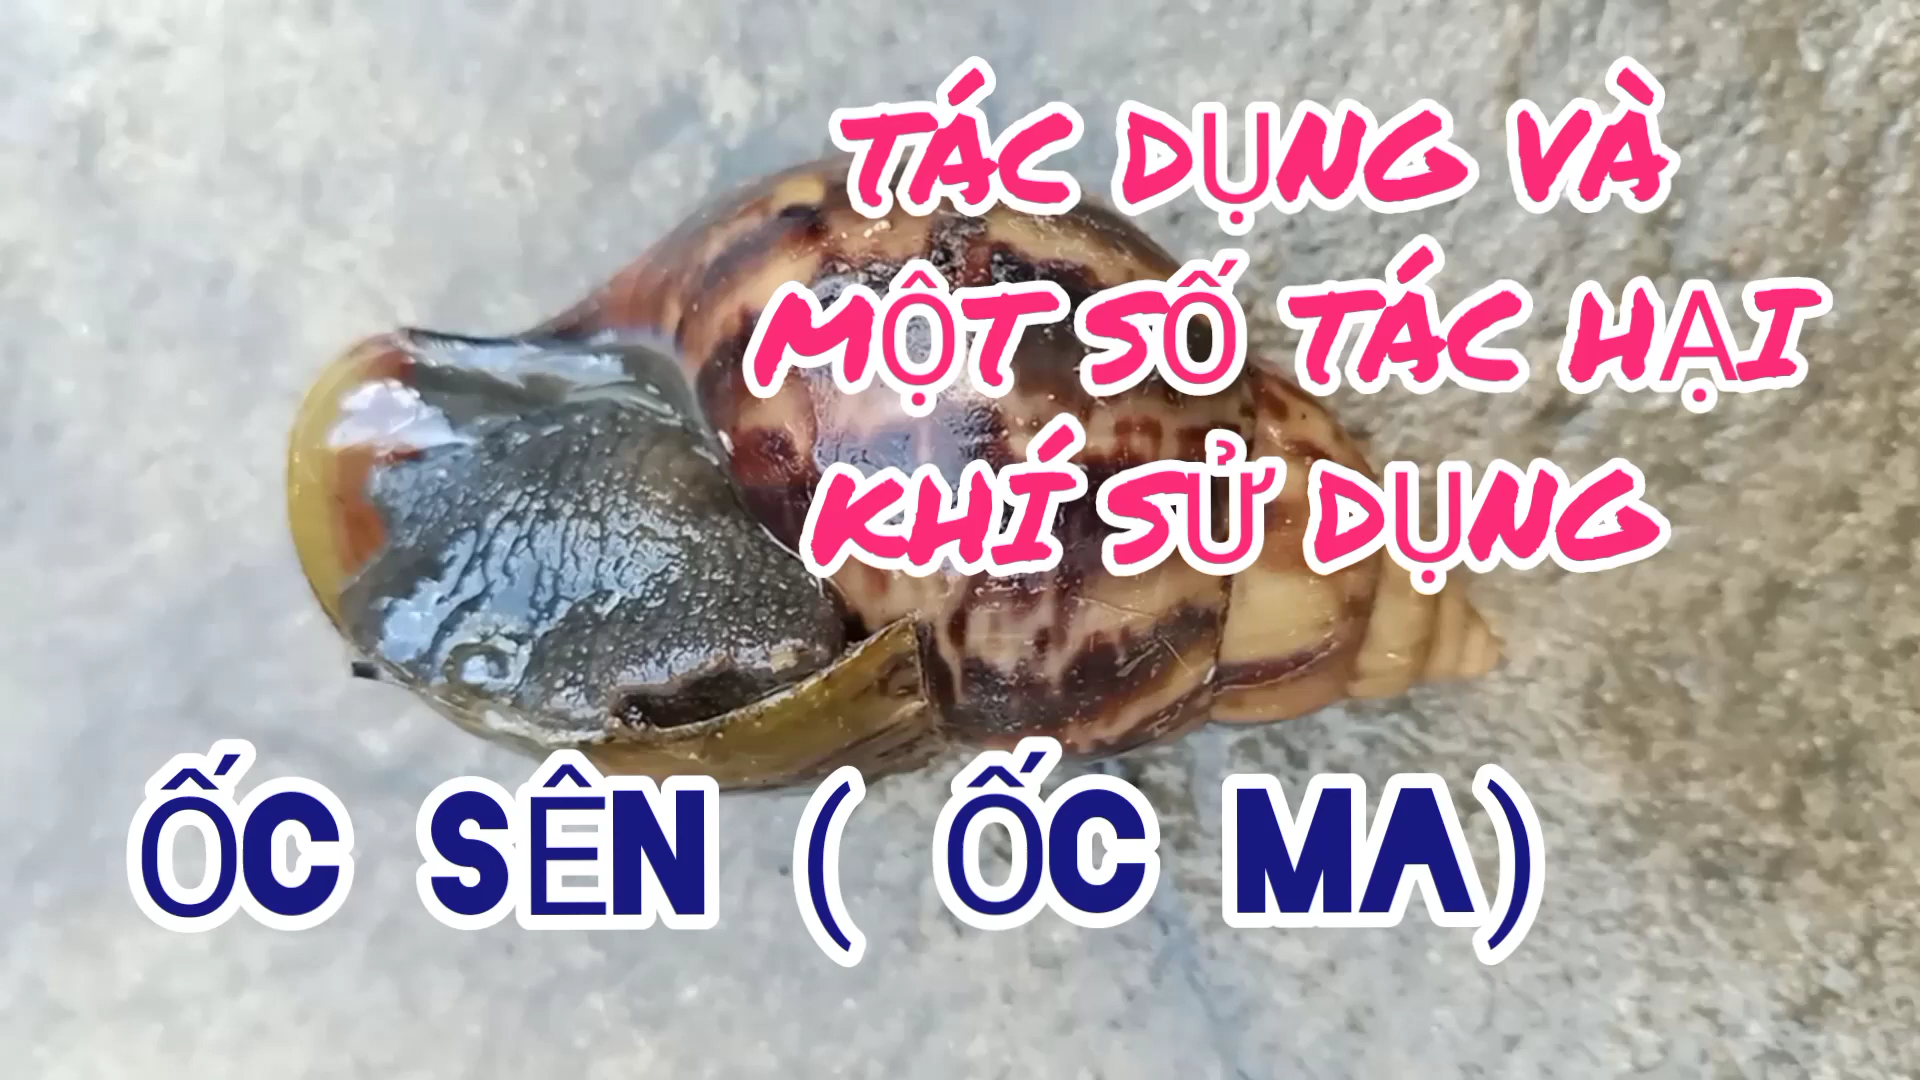 TÁC DỤNG VÀ
MỘT SỐ TÁC HẠI
KHÍ SỬ DỤNG
ỐC SÊN ( ỐC MA)